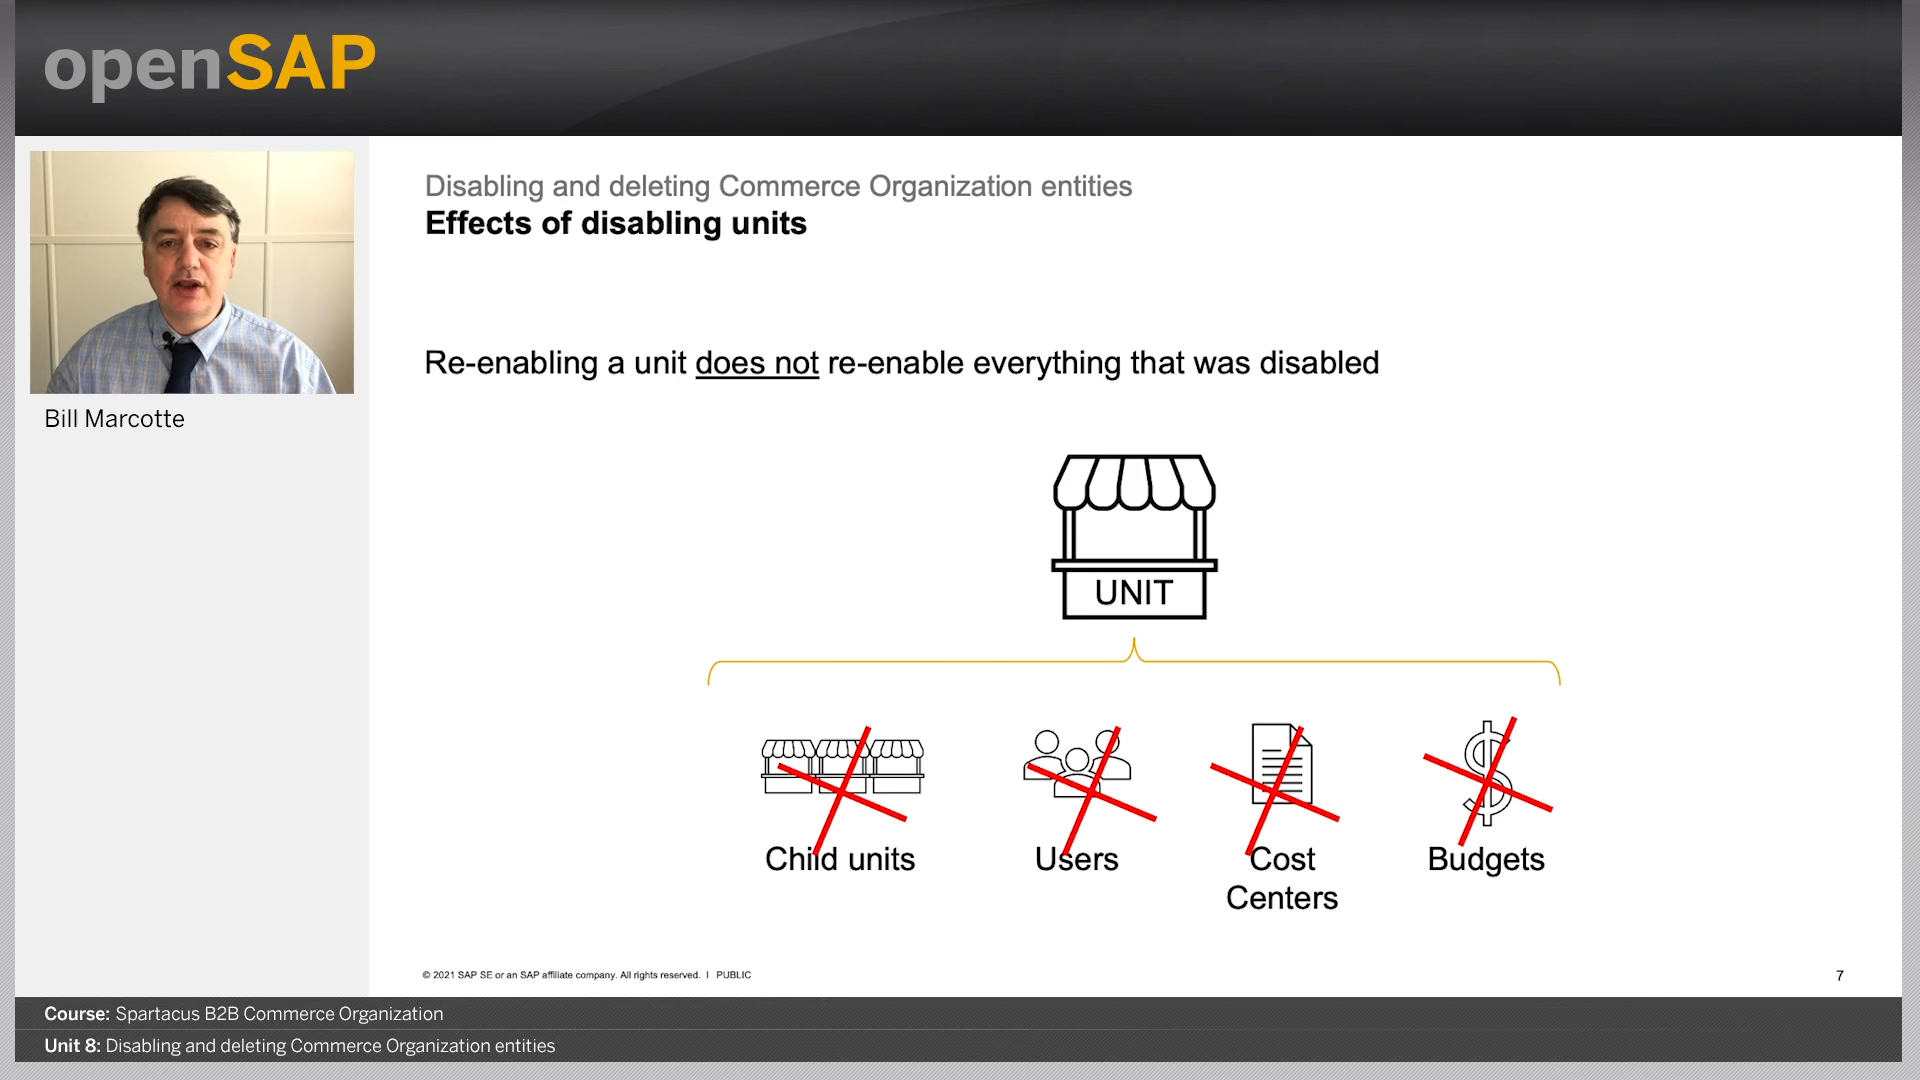 openSAP
Bill Marcotte
Disabling and deleting Commerce Organization entities
Effects of disabling units
Re-enabling a unit does not re-enable everything that was disabled
UNIT
Child units
Users
Cost
Centers
Budgets
© 2021 SAP SE or an SAP affiliate company. All rights reserved. I PUBLIC
7
Course: Spartacus B2B Commerce Organization
Unit 8: Disabling and deleting Commerce Organization entities